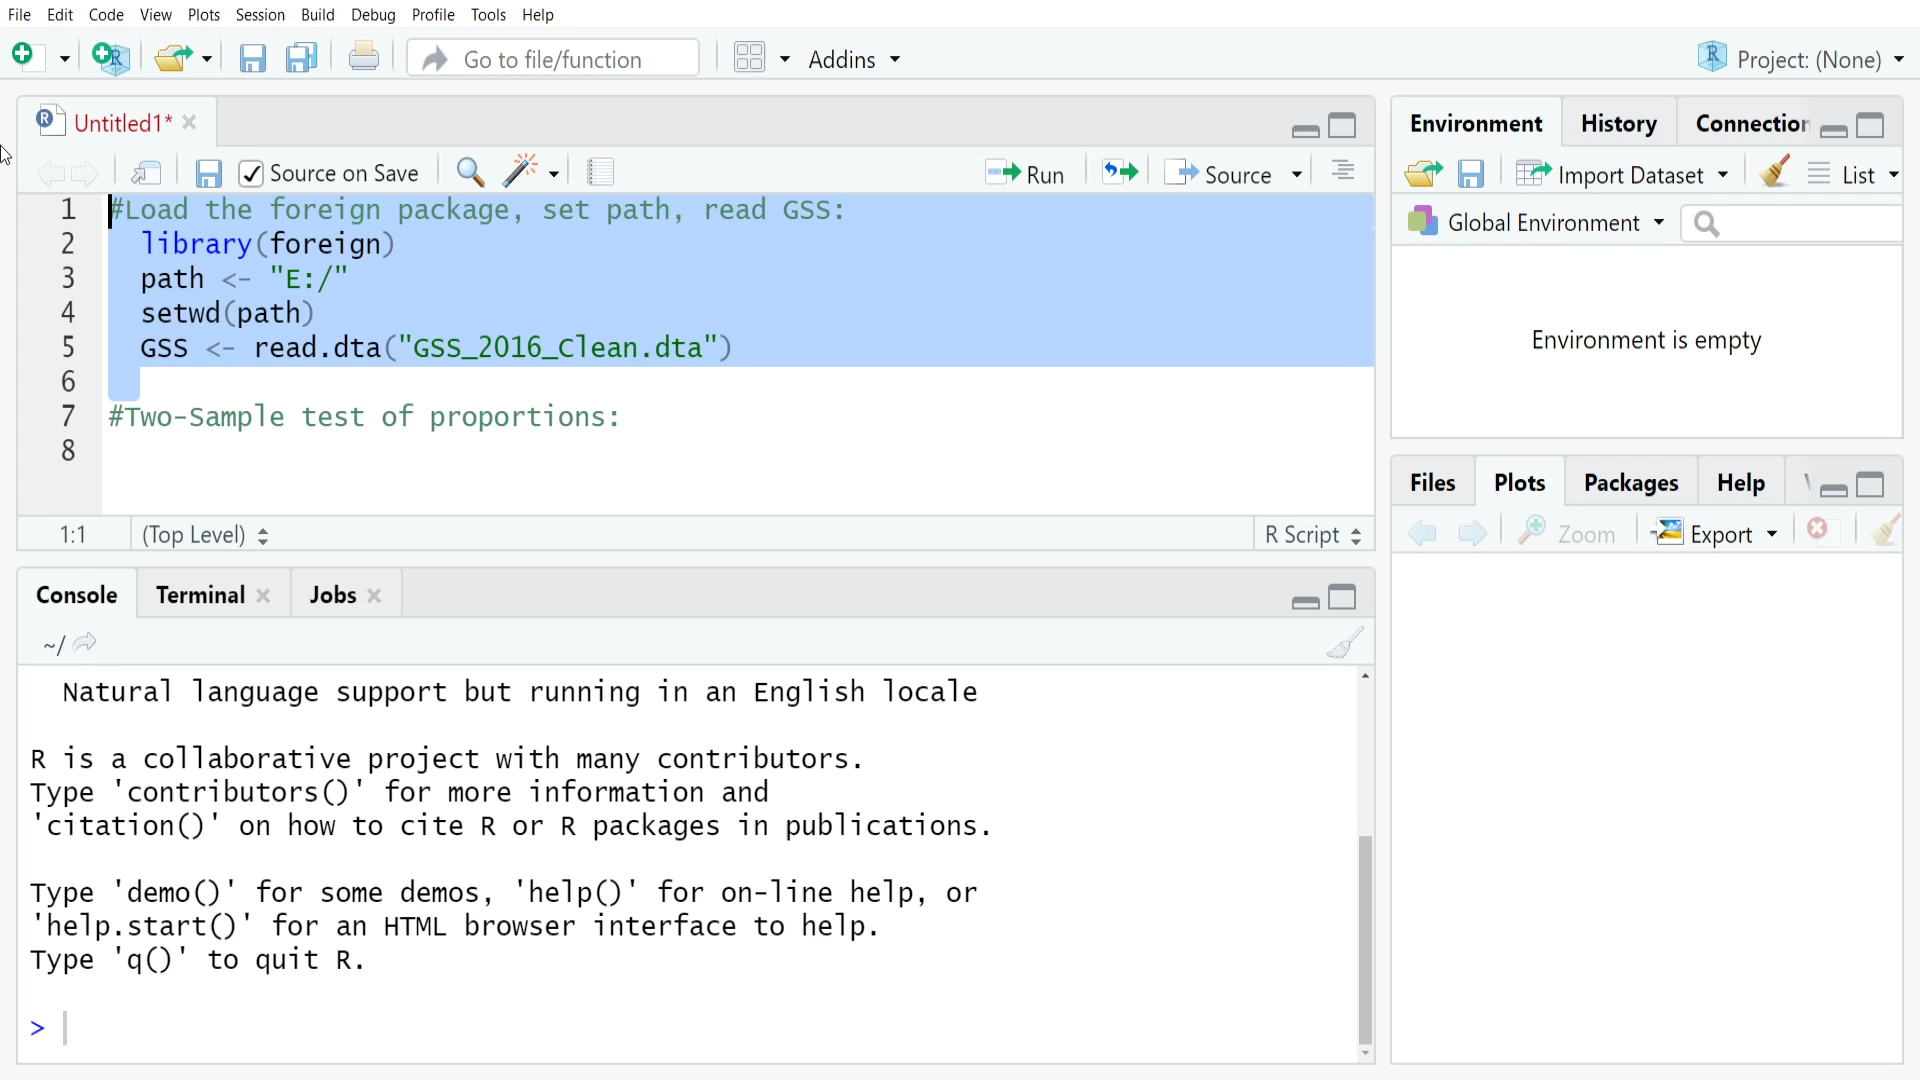 File Edit Code View Plots Session Build Debug Profile Tools Help
Go to file/function Addins Project: (None)
Untitled1*
Source on Save Run Source
1 #Load the foreign package, set path, read GSS:
2 library(foreign)
3 path <- "E:/"
4 setwd(path)
5 GSS <- read.dta("GSS_2016_Clean.dta")
6
7 #Two-Sample test of proportions:
8
1:1 (Top Level) R Script
Console Terminal Jobs
~/
Natural language support but running in an English locale
R is a collaborative project with many contributors.
Type 'contributors()' for more information and
'citation()' on how to cite R or R packages in publications.
Type 'demo()' for some demos, 'help()' for on-line help, or
'help.start()' for an HTML browser interface to help.
Type 'q()' to quit R.
>
Environment History Connection
Import Dataset List
Global Environment
Environment is empty
Files Plots Packages Help
Zoom Export